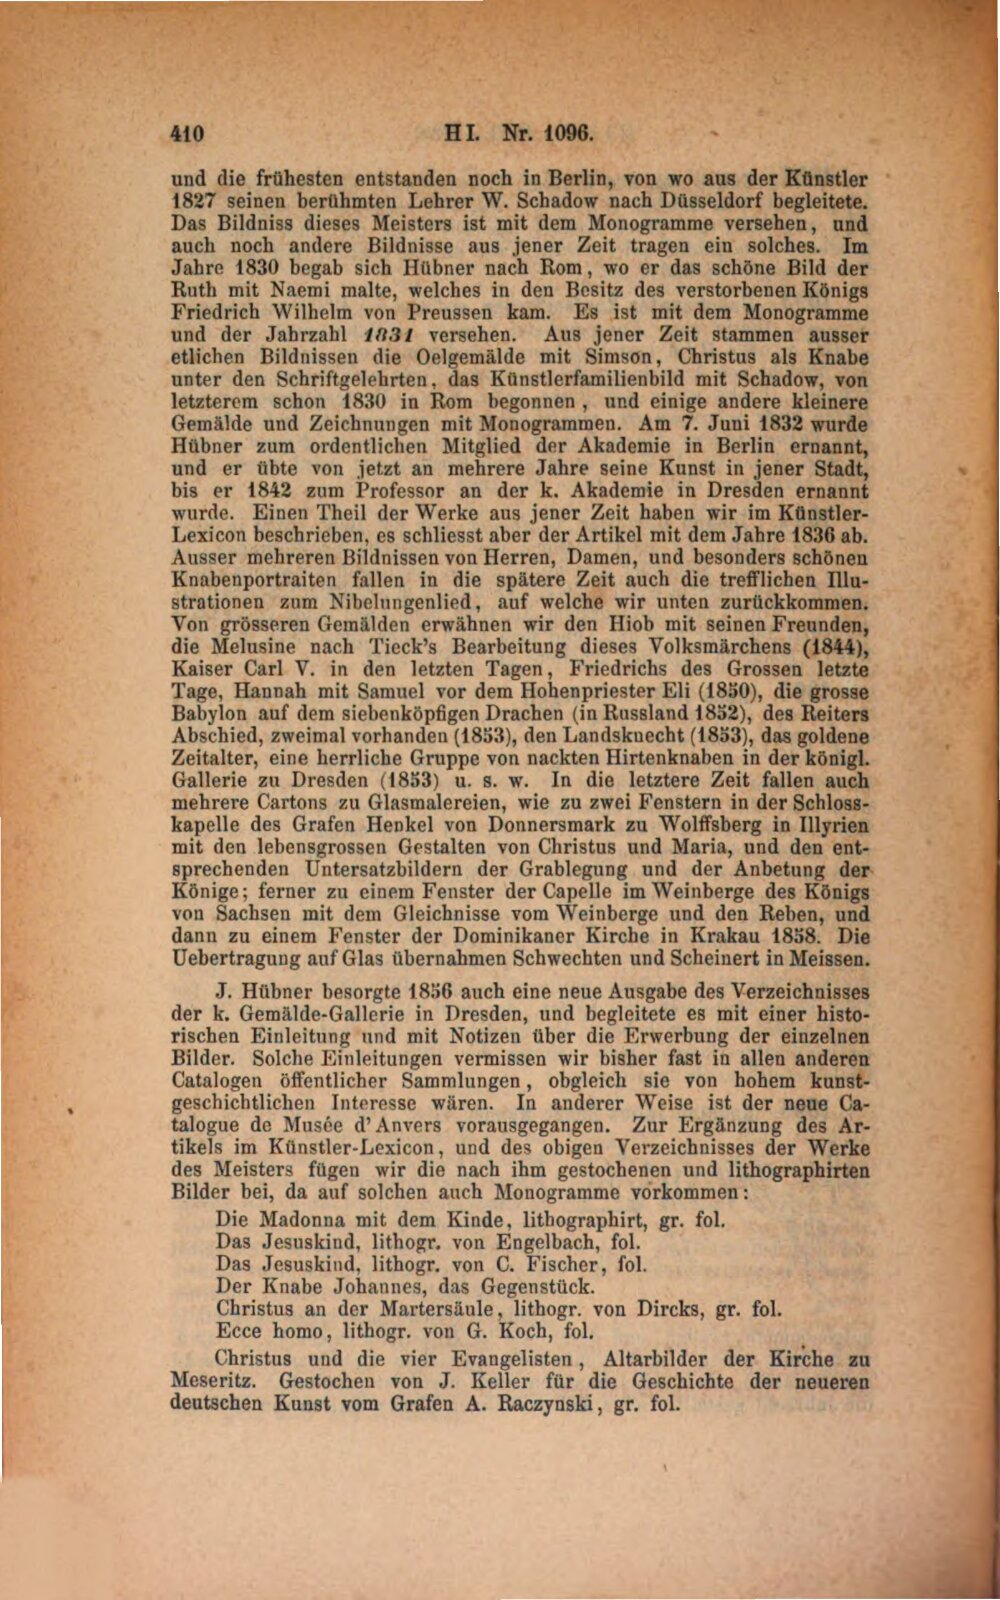 410 HI. Nr. 1096.
und die frühesten entstanden noch in Berlin, von wo aus der Künstler
1827 seinen berühmten Lehrer W. Schadow nach Düsseldorf begleitete.
Das Bildniss dieses Meisters ist mit dem Monogramme versehen, und
auch noch andere Bildnisse aus jener Zeit tragen ein solches. Im
Jahre 1830 begab sich Hübner nach Rom, wo er das schöne Bild der
Ruth mit Naemi malte, welches in den Besitz des verstorbenen Königs
Friedrich Wilhelm von Preussen kam. Es ist mit dem Monogramme
und der Jahrzahl 1831 versehen. Aus jener Zeit stammen ausser
etlichen Bildnissen die Oelgemälde mit Simson, Christus als Knabe
unter den Schriftgelehrten, das Künstlerfamilienbild mit Schadow, von
letzterem schon 1830 in Rom begonnen, und einige andere kleinere
Gemälde und Zeichnungen mit Monogrammen. Am 7. Juni 1832 wurde
Hübner zum ordentlichen Mitglied der Akademie in Berlin ernannt,
und er übte von jetzt an mehrere Jahre seine Kunst in jener Stadt,
bis er 1842 zum Professor an der k. Akademie in Dresden ernannt
wurde. Einen Theil der Werke aus jener Zeit haben wir im Künstler-
Lexicon beschrieben, es schliesst aber der Artikel mit dem Jahre 1836 ab.
Ausser mehreren Bildnissen von Herren, Damen, und besonders schönen
Knabenportraiten fallen in die spätere Zeit auch die trefflichen Illu-
strationen zum Nibelungenlied, auf welche wir unten zurückkommen.
Von grösseren Gemälden erwähnen wir den Hiob mit seinen Freunden,
die Melusine nach Tieck's Bearbeitung dieses Volksmärchens (1844),
Kaiser Carl V. in den letzten Tagen, Friedrichs des Grossen letzte
Tage, Hannah mit Samuel vor dem Hohenpriester Eli (1850), die grosse
Babylon auf dem siebenköpfigen Drachen (in Russland 1852), des Reiters
Abschied, zweimal vorhanden (1853), den Landsknecht (1853), das goldene
Zeitalter, eine herrliche Gruppe von nackten Hirtenknaben in der königl.
Gallerie zu Dresden (1853) u. s. w. In die letztere Zeit fallen auch
mehrere Cartons zu Glasmalereien, wie zu zwei Fenstern in der Schloss-
kapelle des Grafen Henkel von Donnersmark zu Wolffsberg in Illyrien
mit den lebensgrossen Gestalten von Christus und Maria, und den ent-
sprechenden Untersatzbildern der Grablegung und der Anbetung der
Könige; ferner zu einem Fenster der Capelle im Weinberge des Königs
von Sachsen mit dem Gleichnisse vom Weinberge und den Reben, und
dann zu einem Fenster der Dominikaner Kirche in Krakau 1858. Die
Uebertragung auf Glas übernahmen Schwechten und Scheinert in Meissen.
J. Hübner besorgte 1856 auch eine neue Ausgabe des Verzeichnisses
der k. Gemälde-Gallerie in Dresden, und begleitete es mit einer histo-
rischen Einleitung und mit Notizen über die Erwerbung der einzelnen
Bilder. Solche Einleitungen vermissen wir bisher fast in allen anderen
Catalogen öffentlicher Sammlungen, obgleich sie von hohem kunst-
geschichtlichen Interesse wären. In anderer Weise ist der neue Ca-
talogue de Musée d'Anvers vorausgegangen. Zur Ergänzung des Ar-
tikels im Künstler-Lexicon, und des obigen Verzeichnisses der Werke
des Meisters fügen wir die nach ihm gestochenen und lithographirten
Bilder bei, da auf solchen auch Monogramme vorkommen:
Die Madonna mit dem Kinde, lithographirt, gr. fol.
Das Jesuskind, lithogr. von Engelbach, fol.
Das Jesuskind, lithogr. von C. Fischer, fol.
Der Knabe Johannes, das Gegenstück.
Christus an der Martersäule, lithogr. von Dircks, gr. fol.
Ecce homo, lithogr. von G. Koch, fol.
Christus und die vier Evangelisten, Altarbilder der Kirche zu
Meseritz. Gestochen von J. Keller für die Geschichte der neueren
deutschen Kunst vom Grafen A. Raczynski, gr. fol.